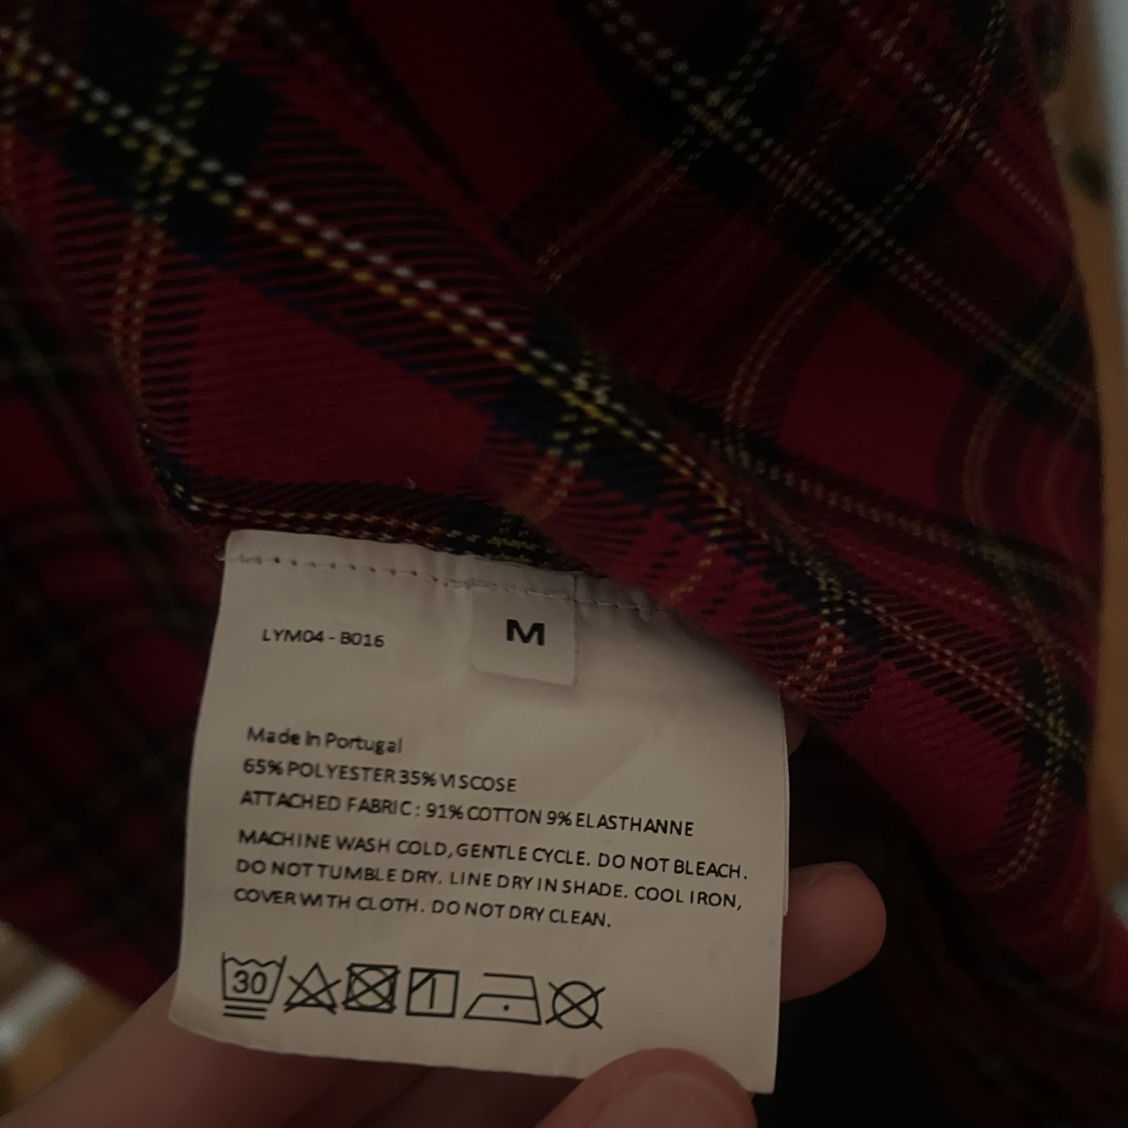 LYM04 - B016
M
Made in Portugal
65% POLYESTER 35% VISCOSE
ATTACHED FABRIC : 91% COTTON 9% ELASTHANNE
MACHINE WASH COLD, GENTLE CYCLE. DO NOT BLEACH.
DO NOT TUMBLE DRY. LINE DRY IN SHADE. COOL IRON,
COVER WITH CLOTH. DO NOT DRY CLEAN.
30